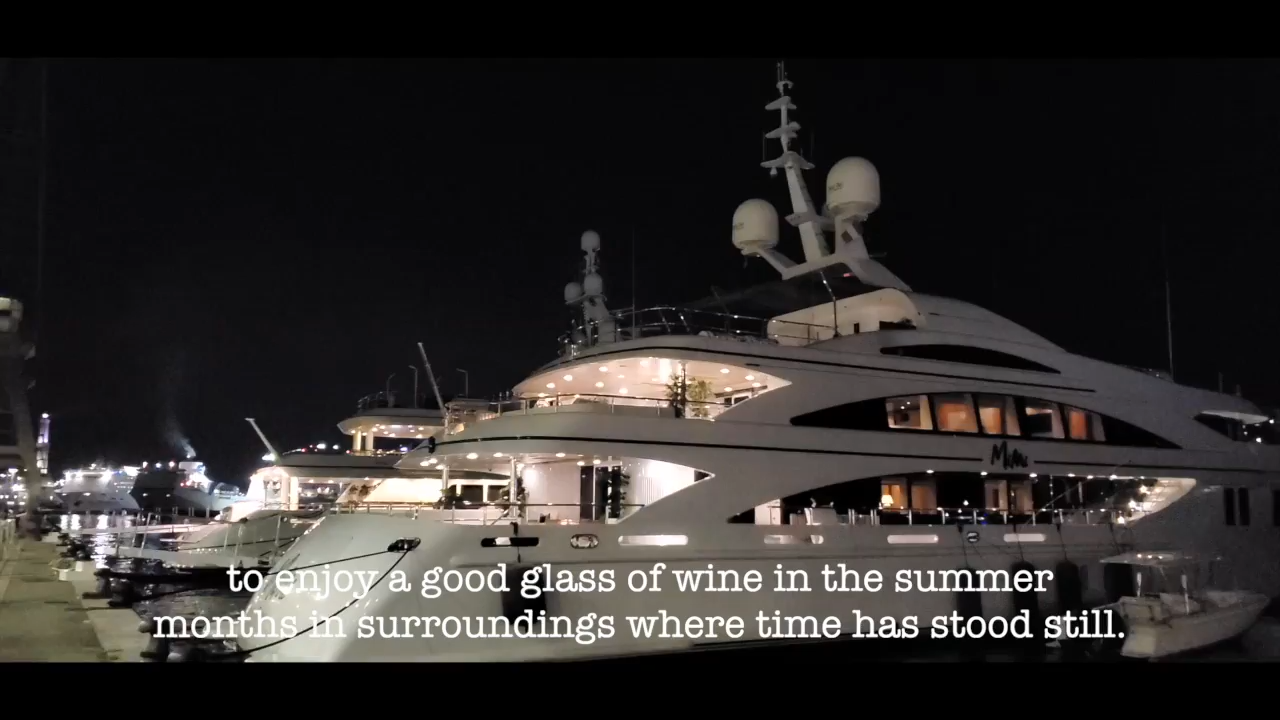 to enjoy a good glass of wine in the summer
months in surroundings where time has stood still.